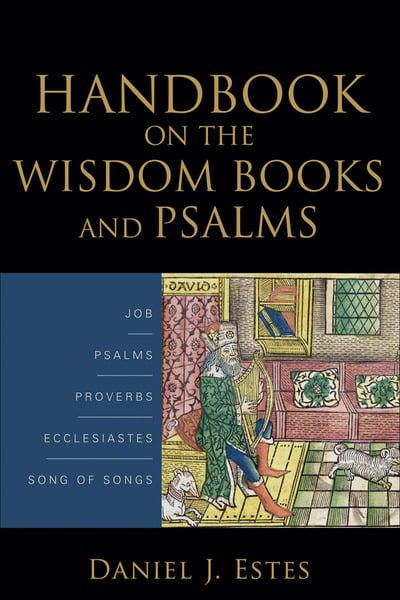 HANDBOOK
ON THE
WISDOM BOOKS
AND PSALMS
DAVID
JOB
PSALMS
PROVERBS
ECCLESIASTES
SONG OF SONGS
DANIEL J. ESTES